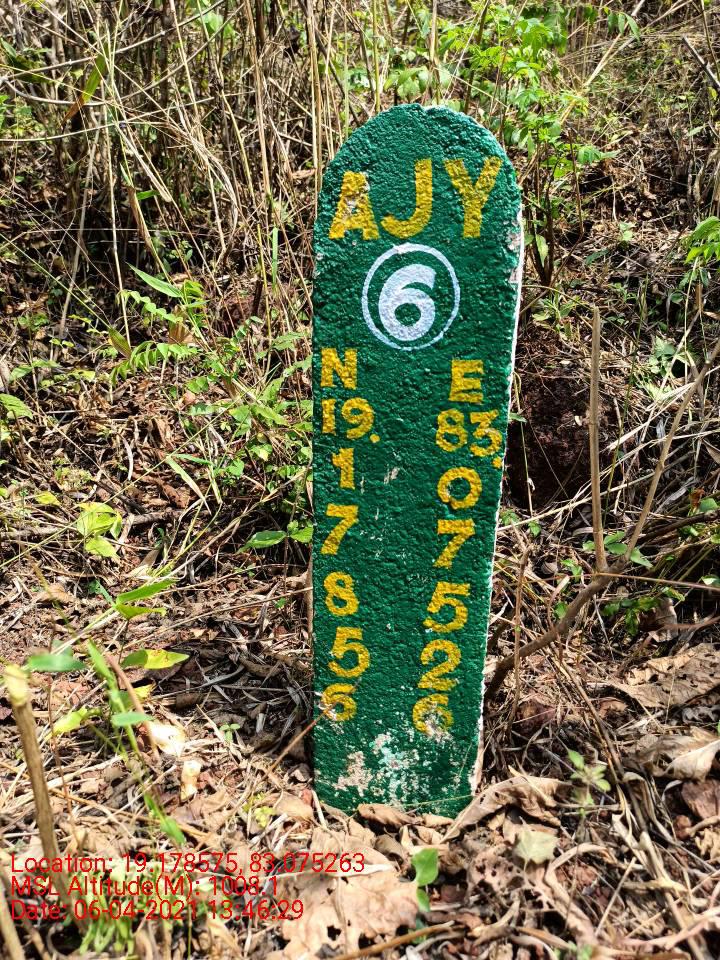 AJY
6
N E
19. 83.
1 0
7 7
8 5
5 2
6 6
Location: 19.178575, 83.075263
MSL Altitude(M): 1008.1
Date: 06-04-2021 13:46:29